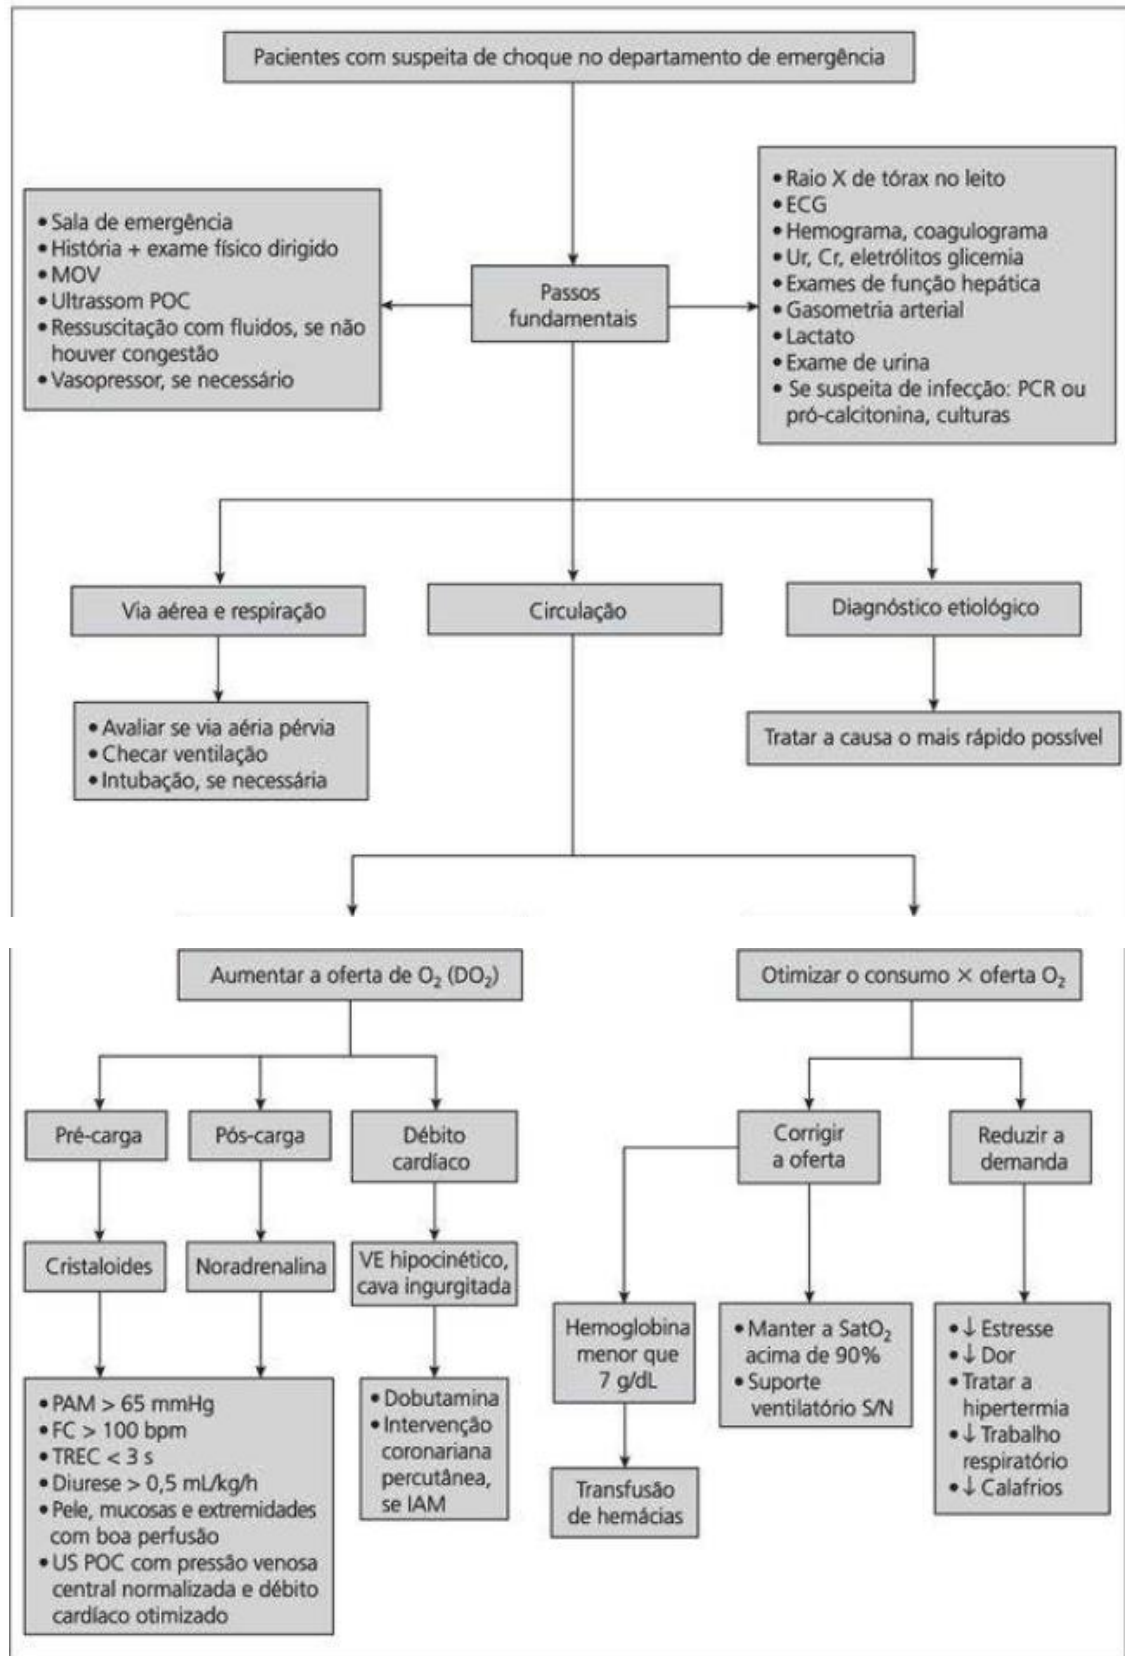 Pacientes com suspeita de choque no departamento de emergência
• Sala de emergência
• História + exame físico dirigido
• MOV
• Ultrassom POC
• Ressuscitação com fluidos, se não
houver congestão
• Vasopressor, se necessário
Passos
fundamentais
• Raio X de tórax no leito
• ECG
• Hemograma, coagulograma
• Ur, Cr, eletrólitos glicemia
• Exames de função hepática
• Gasometria arterial
• Lactato
• Exame de urina
• Se suspeita de infecção: PCR ou
pró-calcitonina, culturas
Via aérea e respiração
Circulação
Diagnóstico etiológico
• Avaliar se via aéria pérvia
• Checar ventilação
• Intubação, se necessária
Tratar a causa o mais rápido possível
Aumentar a oferta de O₂ (DO₂)
Otimizar o consumo × oferta O₂
Pré-carga
Pós-carga
Débito
cardíaco
Corrigir
a oferta
Reduzir a
demanda
Cristaloides
Noradrenalina
VE hipocinético,
cava ingurgitada
Hemoglobina
menor que
7 g/dL
• Manter a SatO₂
acima de 90%
• Suporte
ventilatório S/N
• ↓ Estresse
• ↓ Dor
• Tratar a
hipertermia
• ↓ Trabalho
respiratório
• ↓ Calafrios
• PAM > 65 mmHg
• FC > 100 bpm
• TREC < 3 s
• Diurese > 0,5 mL/kg/h
• Pele, mucosas e extremidades
com boa perfusão
• US POC com pressão venosa
central normalizada e débito
cardíaco otimizado
• Dobutamina
• Intervenção
coronariana
percutânea,
se IAM
Transfusão
de hemácias